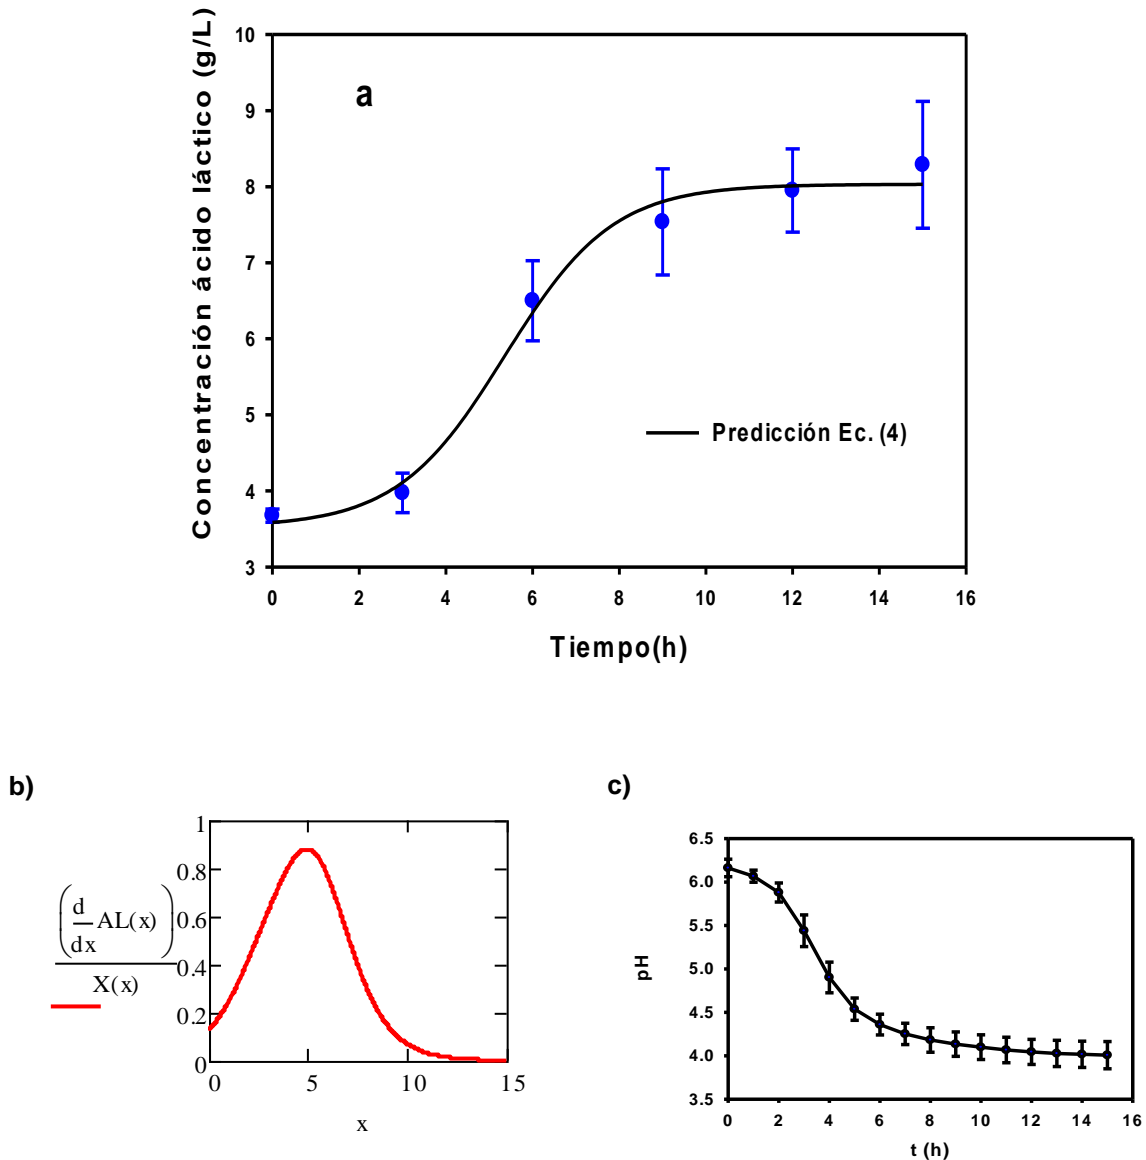 Concentración ácido láctico (g/L)
10
9
8
7
6
5
4
3
a
Predicción Ec. (4)
0 2 4 6 8 10 12 14 16
Tiempo(h)
b)
1
0.8
0.6
0.4
0.2
0
(d/dx AL(x))
X(x)
0 5 10 15
x
c)
pH
6.5
6.0
5.5
5.0
4.5
4.0
3.5
0 2 4 6 8 10 12 14 16
t (h)